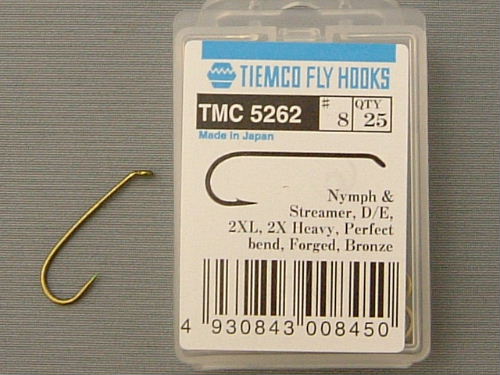 TIEMCO FLY HOOKS
TMC 5262 # 8 QTY 25
Made in Japan
Nymph &
Streamer, D/E,
2XL, 2X Heavy, Perfect
bend, Forged, Bronze
4 930843 008450